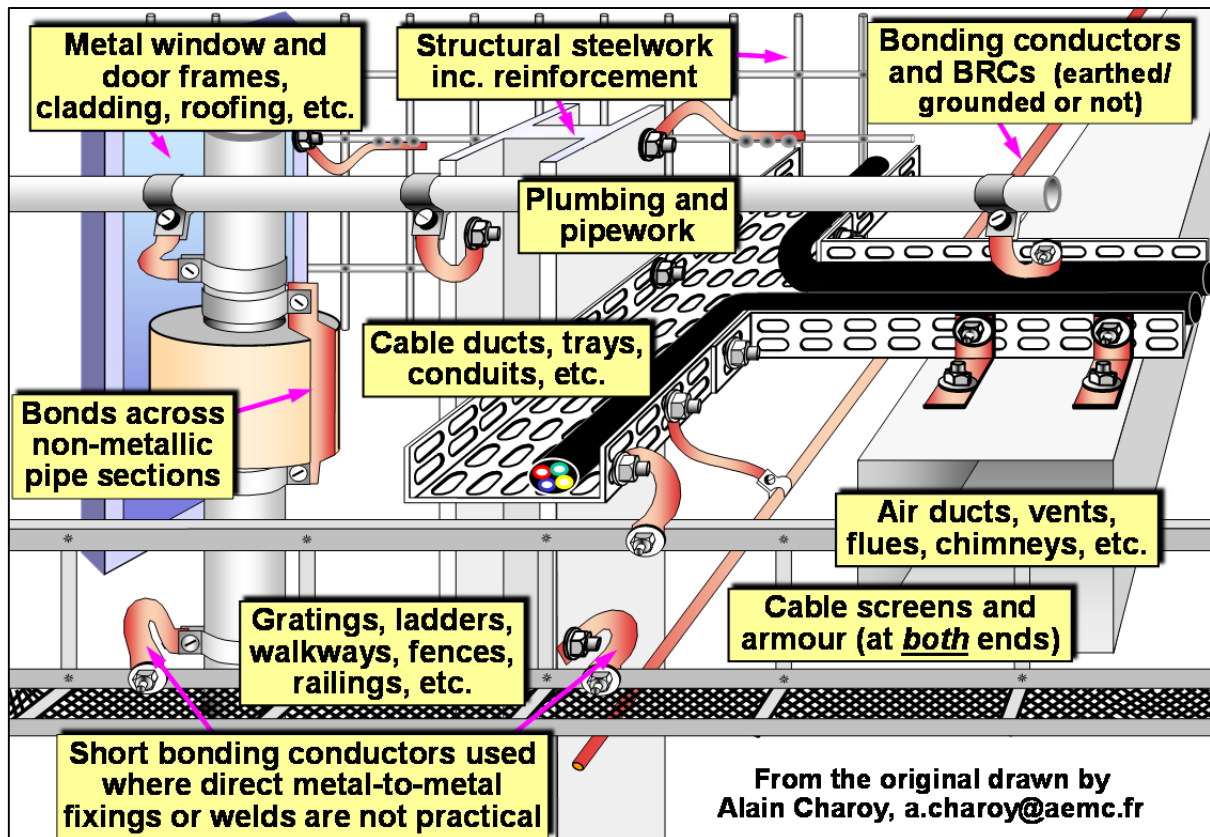 Metal window and
door frames,
cladding, roofing, etc.
Structural steelwork
inc. reinforcement
Bonding conductors
and BRCs (earthed/
grounded or not)
Plumbing and
pipework
Cable ducts, trays,
conduits, etc.
Bonds across
non-metallic
pipe sections
Air ducts, vents,
flues, chimneys, etc.
Gratings, ladders,
walkways, fences,
railings, etc.
Cable screens and
armour (at both ends)
Short bonding conductors used
where direct metal-to-metal
fixings or welds are not practical
From the original drawn by
Alain Charoy, a.charoy@aemc.fr